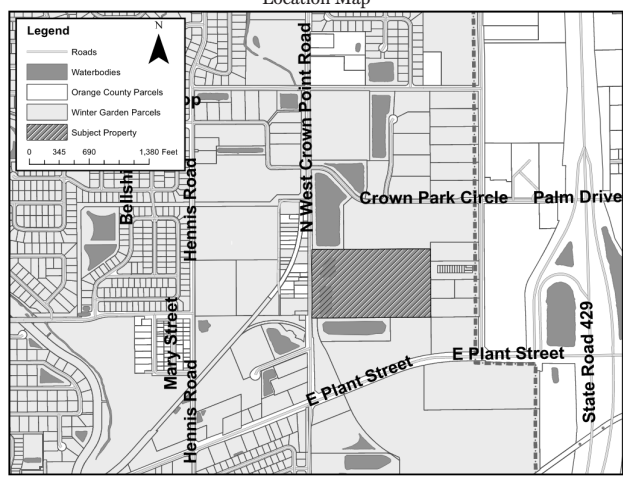 Location Map
Legend
N
Roads
Waterbodies
Orange County Parcels
Winter Garden Parcels
Subject Property
0 345 690 1,380 Feet
op
Bellshi
Hennis Road
N West Crown Point Road
Crown Park Circle
Palm Drive
Mary Street
Hennis Road
E Plant Street
E Plant Street
State Road 429